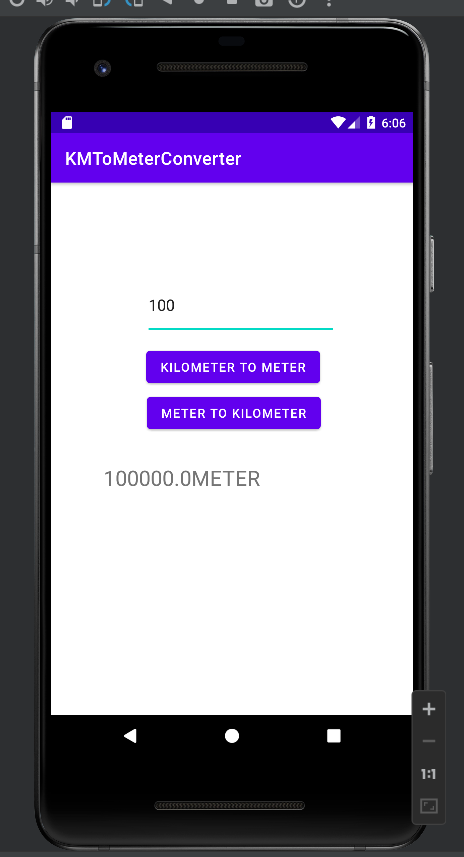 6:06
KMToMeterConverter
100
KILOMETER TO METER
METER TO KILOMETER
100000.0METER
1:1